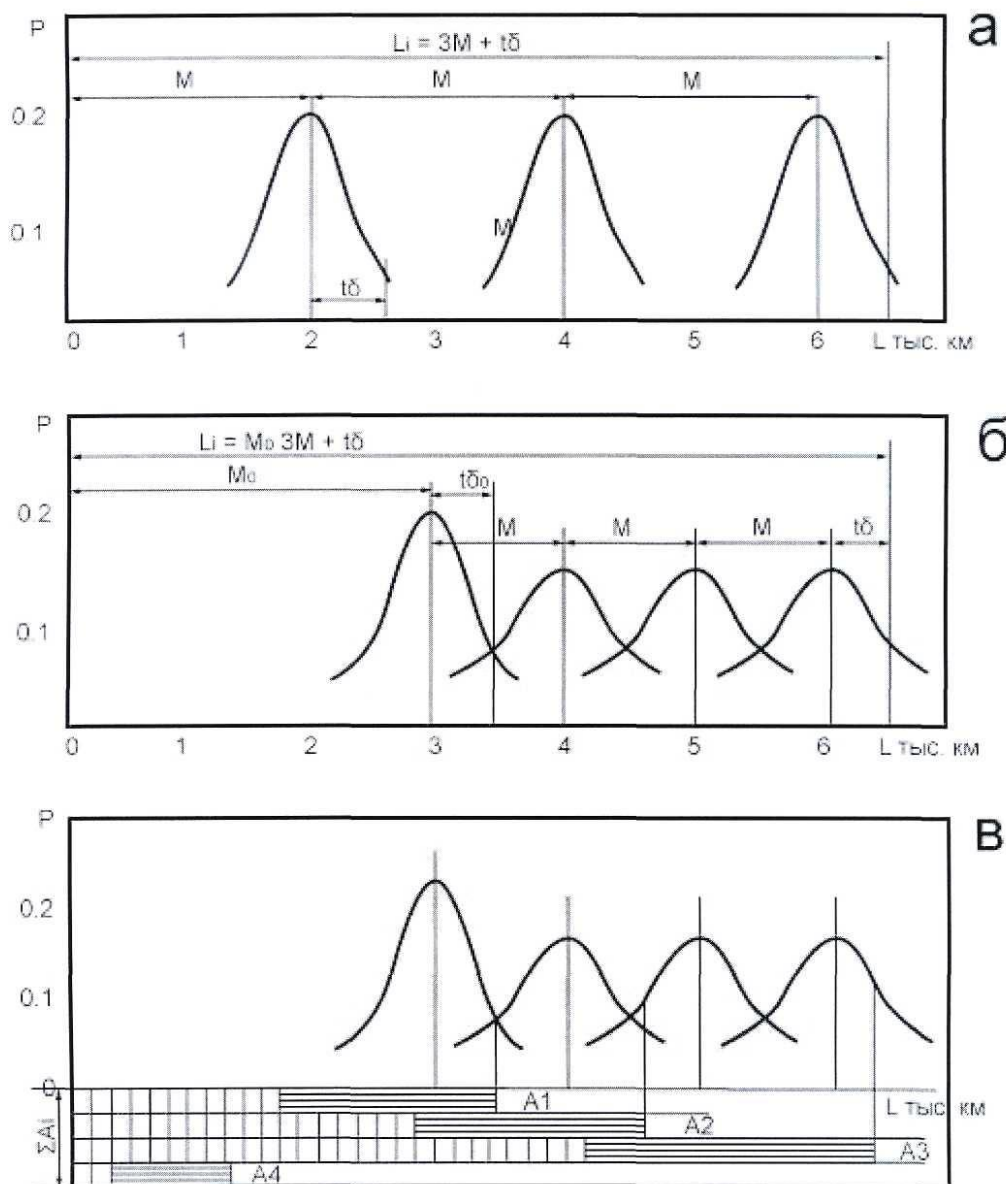 P
а
Li = 3M + tδ
M M M
0 2
0 1
M
tδ
0 1 2 3 4 5 6 L тыс. км
P
б
Li = M₀ 3M + tδ
M₀ tδ₀
0.2
M M M tδ
0.1
0 1 2 3 4 5 6 L тыс. км
P
в
0.2
0.1
0
L тыс. км
A1
A2
A3
A4
ΣAi